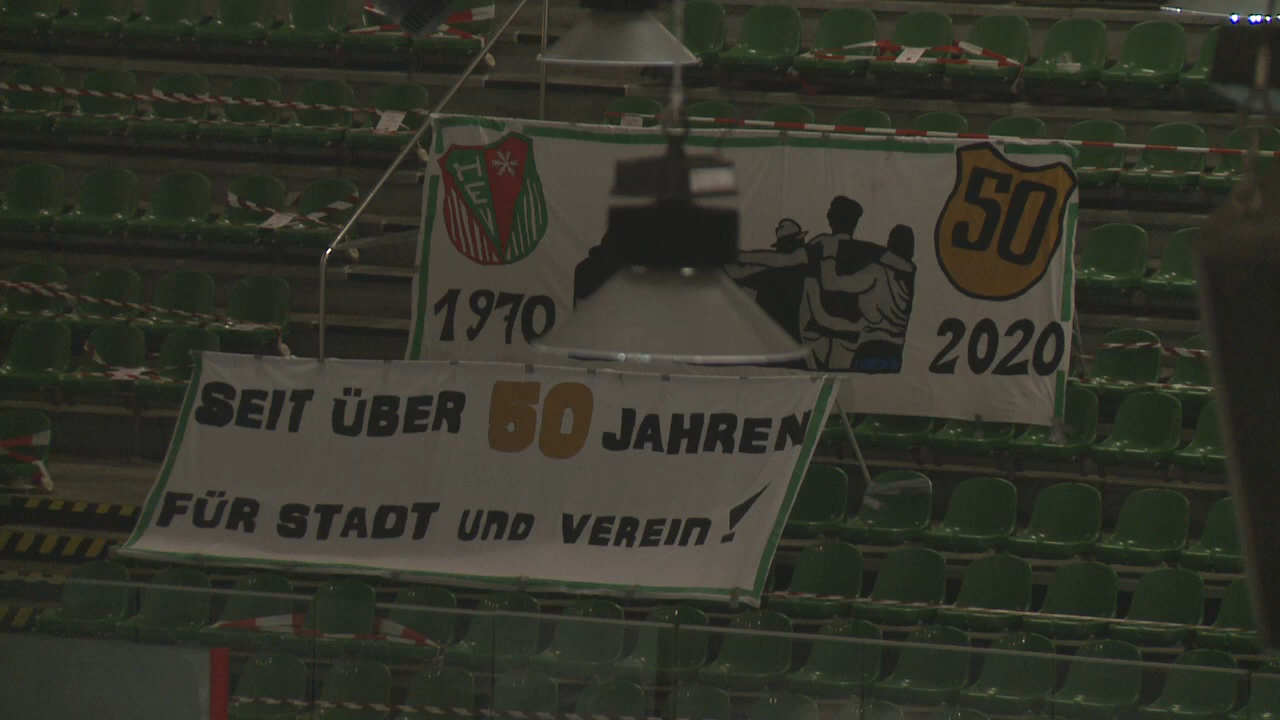 HEV
50
1970
2020
SEIT ÜBER 50 JAHREN
FÜR STADT UND VEREIN!